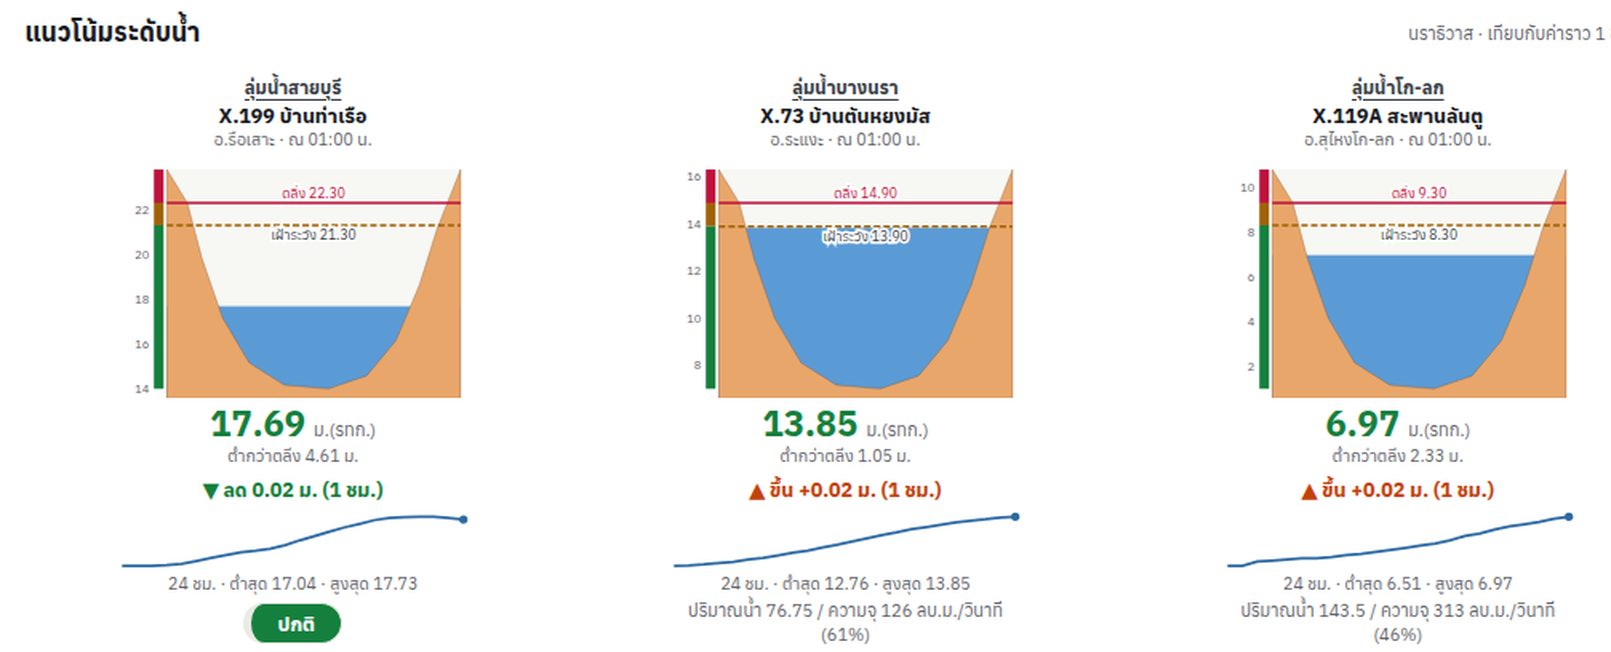 แนวโน้มระดับน้ำ
นราธิวาส · เทียบกับค่าราว 1
ลุ่มน้ำสายบุรี
X.199 บ้านท่าเรือ
อ.รือเสาะ · ณ 01:00 น.
ตลิ่ง 22.30
เฝ้าระวัง 21.30
22
20
18
16
14
17.69 ม.(รทก.)
ต่ำกว่าตลิ่ง 4.61 ม.
▼ ลด 0.02 ม. (1 ชม.)
24 ชม. · ต่ำสุด 17.04 · สูงสุด 17.73
ปกติ
ลุ่มน้ำบางนรา
X.73 บ้านตันหยงมัส
อ.ระแงะ · ณ 01:00 น.
ตลิ่ง 14.90
เฝ้าระวัง 13.90
16
14
12
10
8
13.85 ม.(รทก.)
ต่ำกว่าตลิ่ง 1.05 ม.
▲ ขึ้น +0.02 ม. (1 ชม.)
24 ชม. · ต่ำสุด 12.76 · สูงสุด 13.85
ปริมาณน้ำ 76.75 / ความจุ 126 ลบ.ม./วินาที
(61%)
ลุ่มน้ำโก-ลก
X.119A สะพานลันตู
อ.สุไหงโก-ลก · ณ 01:00 น.
ตลิ่ง 9.30
เฝ้าระวัง 8.30
10
8
6
4
2
6.97 ม.(รทก.)
ต่ำกว่าตลิ่ง 2.33 ม.
▲ ขึ้น +0.02 ม. (1 ชม.)
24 ชม. · ต่ำสุด 6.51 · สูงสุด 6.97
ปริมาณน้ำ 143.5 / ความจุ 313 ลบ.ม./วินาที
(46%)